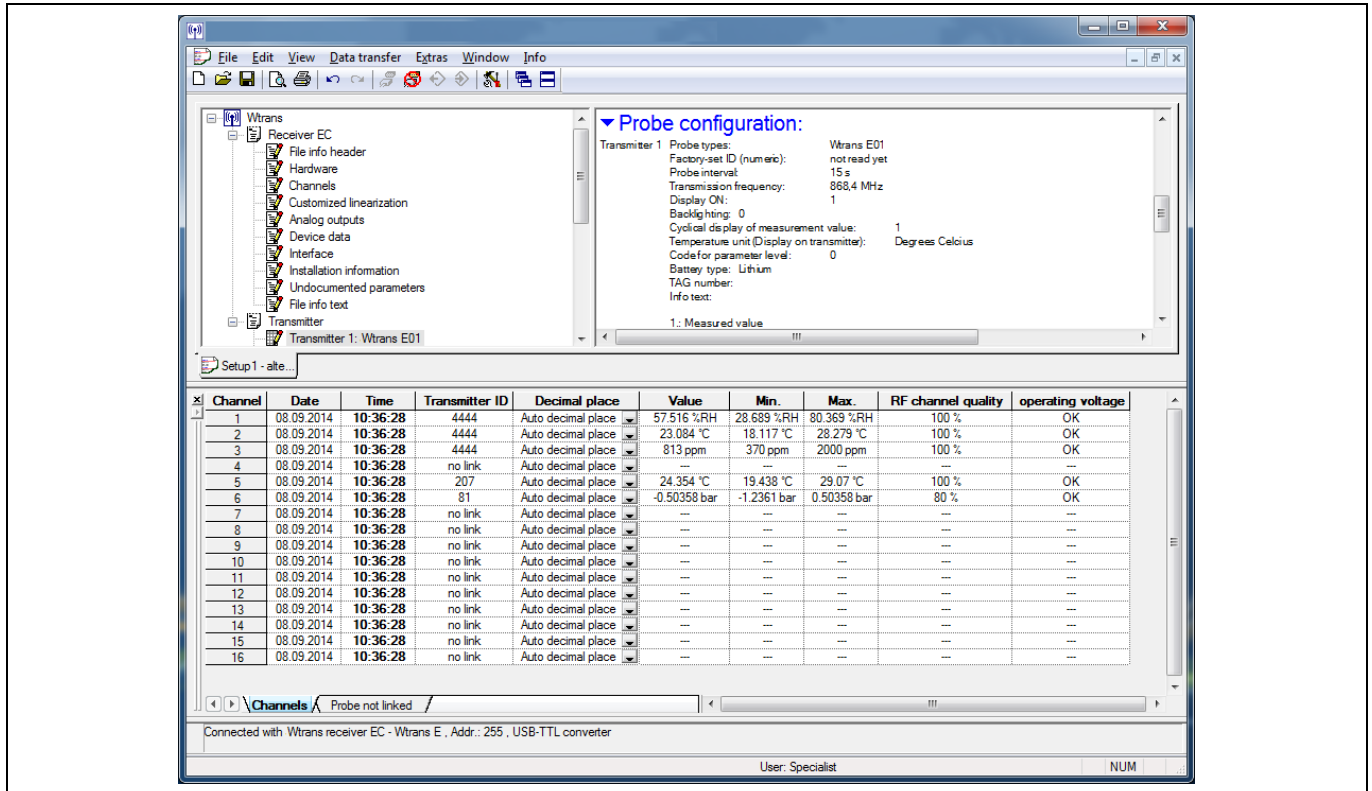 File Edit View Data transfer Extras Window Info
Wtrans
Receiver EC
File info header
Hardware
Channels
Customized linearization
Analog outputs
Device data
Interface
Installation information
Undocumented parameters
File info text
Transmitter
Transmitter 1: Wtrans E01
Probe configuration:
Transmitter 1 Probe types: Wtrans E01
Factory-set ID (numeric): not read yet
Probe interval: 15 s
Transmission frequency: 868,4 MHz
Display ON: 1
Backlighting: 0
Cyclical display of measurement value: 1
Temperature unit (Display on transmitter): Degrees Celcius
Code for parameter level: 0
Battery type: Lithium
TAG number:
Info text:
1.: Measured value
Setup1 - alte...
Channel Date Time Transmitter ID Decimal place Value Min. Max. RF channel quality operating voltage
1 08.09.2014 10:36:28 4444 Auto decimal place 57.516 %RH 28.689 %RH 80.369 %RH 100 % OK
2 08.09.2014 10:36:28 4444 Auto decimal place 23.084 °C 18.117 °C 28.279 °C 100 % OK
3 08.09.2014 10:36:28 4444 Auto decimal place 813 ppm 370 ppm 2000 ppm 100 % OK
4 08.09.2014 10:36:28 no link Auto decimal place --- --- --- --- ---
5 08.09.2014 10:36:28 207 Auto decimal place 24.354 °C 19.438 °C 29.07 °C 100 % OK
6 08.09.2014 10:36:28 81 Auto decimal place -0.50358 bar -1.2361 bar 0.50358 bar 80 % OK
7 08.09.2014 10:36:28 no link Auto decimal place --- --- --- --- ---
8 08.09.2014 10:36:28 no link Auto decimal place --- --- --- --- ---
9 08.09.2014 10:36:28 no link Auto decimal place --- --- --- --- ---
10 08.09.2014 10:36:28 no link Auto decimal place --- --- --- --- ---
11 08.09.2014 10:36:28 no link Auto decimal place --- --- --- --- ---
12 08.09.2014 10:36:28 no link Auto decimal place --- --- --- --- ---
13 08.09.2014 10:36:28 no link Auto decimal place --- --- --- --- ---
14 08.09.2014 10:36:28 no link Auto decimal place --- --- --- --- ---
15 08.09.2014 10:36:28 no link Auto decimal place --- --- --- --- ---
16 08.09.2014 10:36:28 no link Auto decimal place --- --- --- --- ---
Channels Probe not linked
Connected with Wtrans receiver EC - Wtrans E , Addr.: 255 , USB-TTL converter
User: Specialist NUM